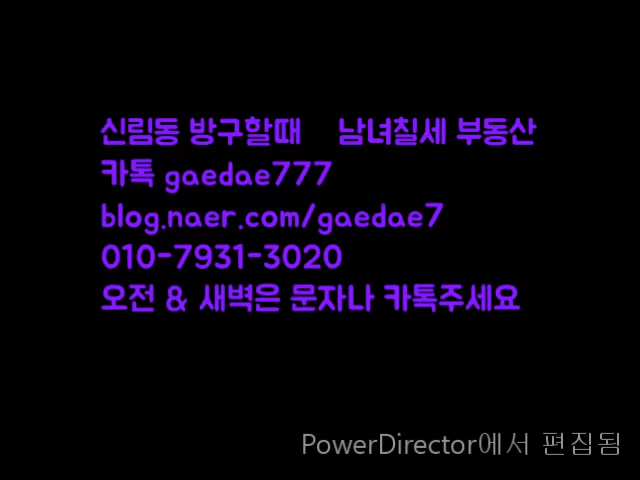 신림동 방구할때 남녀칠세 부동산
카톡 gaedae777
blog.naer.com/gaedae7
010-7931-3020
오전 & 새벽은 문자나 카톡주세요
PowerDirector에서 편집됨